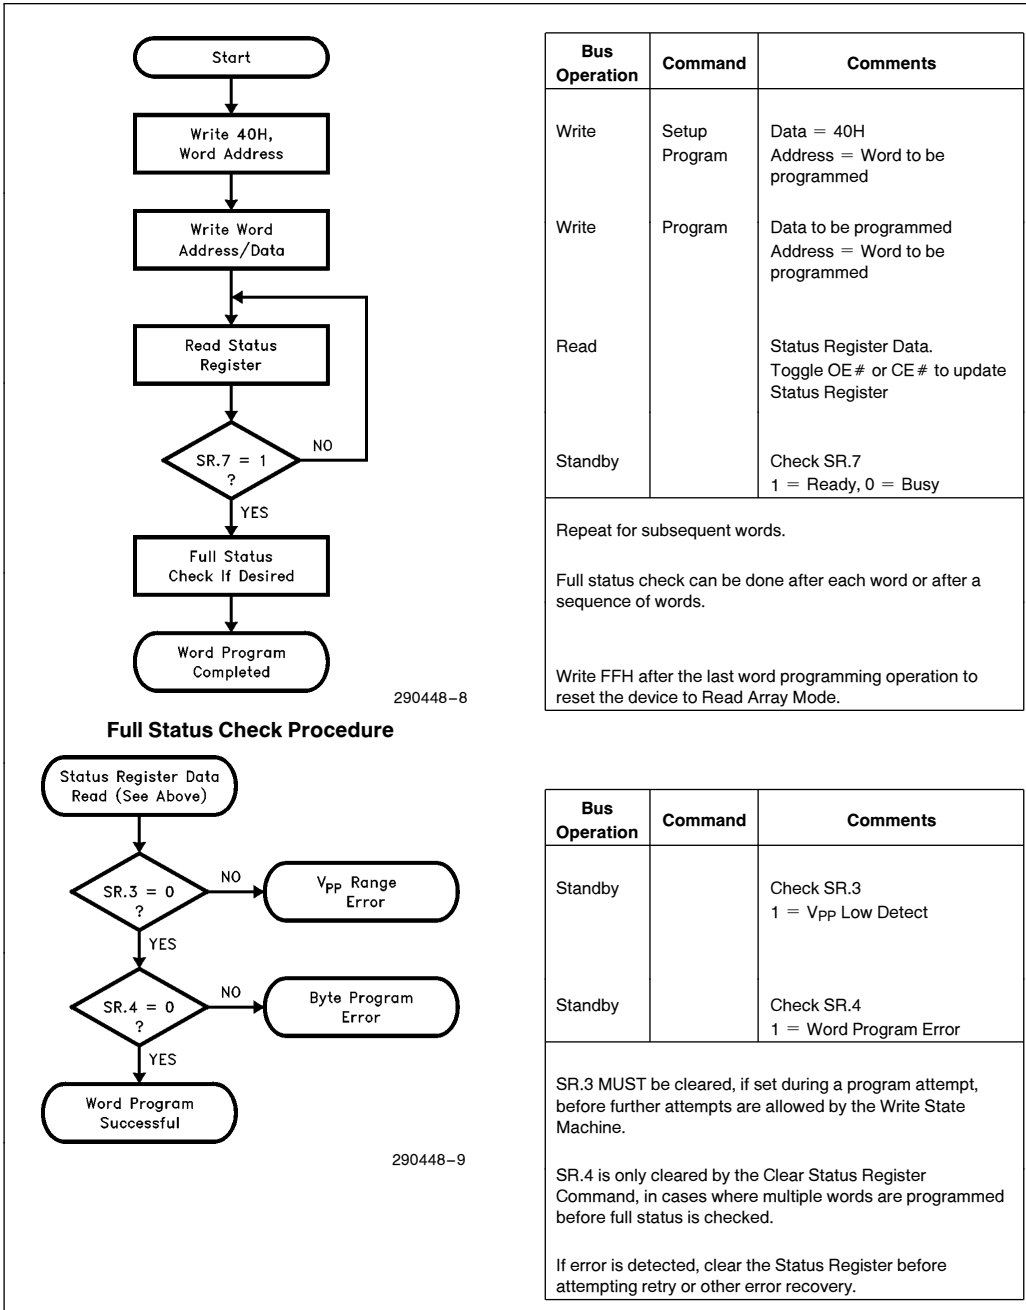 Start
Write 40H,
Word Address
Write Word
Address/Data
Read Status
Register
SR.7 = 1
?
NO
YES
Full Status
Check If Desired
Word Program
Completed
290448–8
Bus
Operation
Command
Comments
Write
Setup
Program
Data = 40H
Address = Word to be
programmed
Write
Program
Data to be programmed
Address = Word to be
programmed
Read
Status Register Data.
Toggle OE# or CE# to update
Status Register
Standby
Check SR.7
1 = Ready, 0 = Busy
Repeat for subsequent words.
Full status check can be done after each word or after a
sequence of words.
Write FFH after the last word programming operation to
reset the device to Read Array Mode.
Full Status Check Procedure
Status Register Data
Read (See Above)
SR.3 = 0
?
NO
VPP Range
Error
YES
SR.4 = 0
?
NO
Byte Program
Error
YES
Word Program
Successful
290448–9
Bus
Operation
Command
Comments
Standby
Check SR.3
1 = VPP Low Detect
Standby
Check SR.4
1 = Word Program Error
SR.3 MUST be cleared, if set during a program attempt,
before further attempts are allowed by the Write State
Machine.
SR.4 is only cleared by the Clear Status Register
Command, in cases where multiple words are programmed
before full status is checked.
If error is detected, clear the Status Register before
attempting retry or other error recovery.